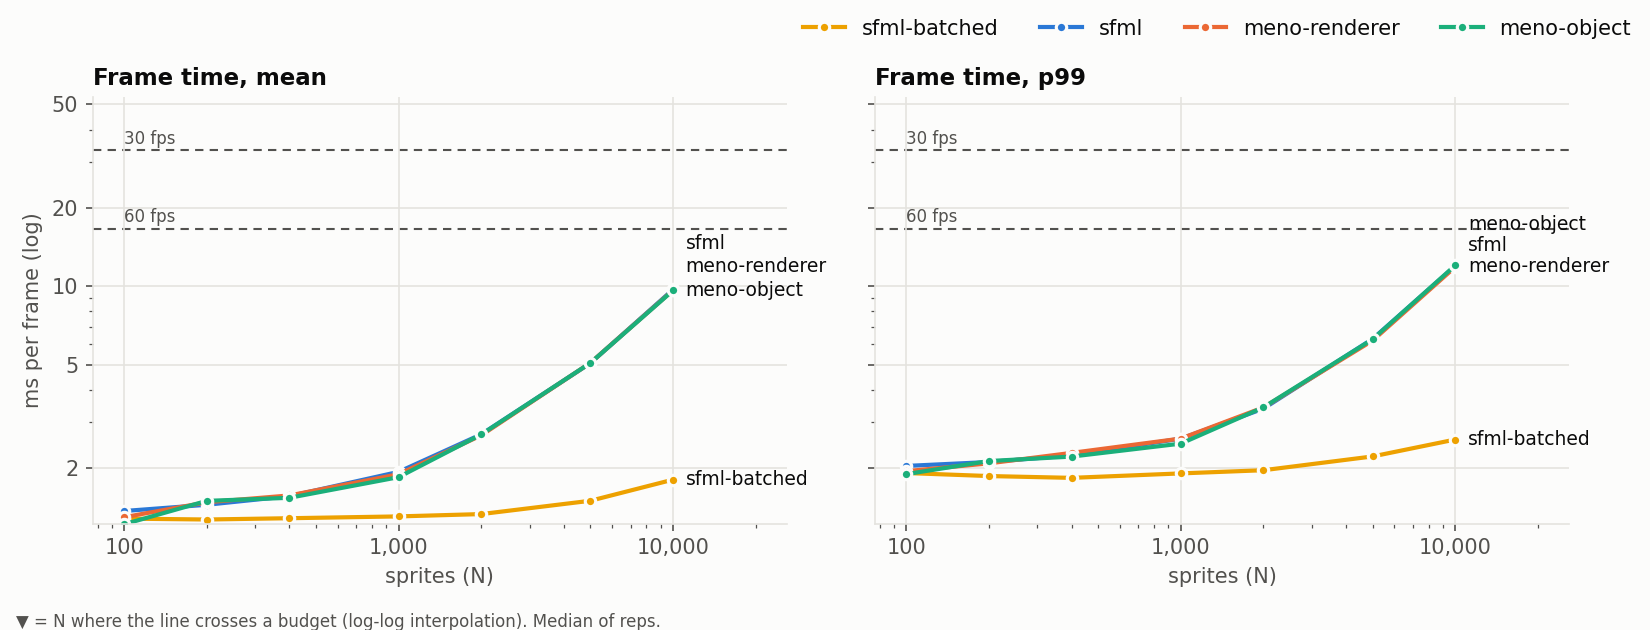 sfml-batched sfml meno-renderer meno-object
Frame time, mean
ms per frame (log)
50
20
10
5
2
30 fps
60 fps
sfml
meno-renderer
meno-object
sfml-batched
100 1,000 10,000
sprites (N)
Frame time, p99
30 fps
60 fps
meno-object
sfml
meno-renderer
sfml-batched
100 1,000 10,000
sprites (N)
▼ = N where the line crosses a budget (log-log interpolation). Median of reps.